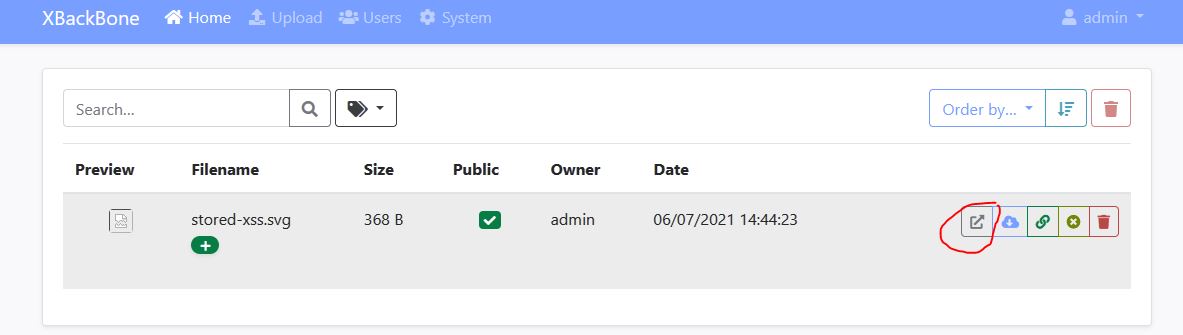 XBackBone Home Upload Users System admin
Search... Order by...
Preview Filename Size Public Owner Date
stored-xss.svg 368 B admin 06/07/2021 14:44:23